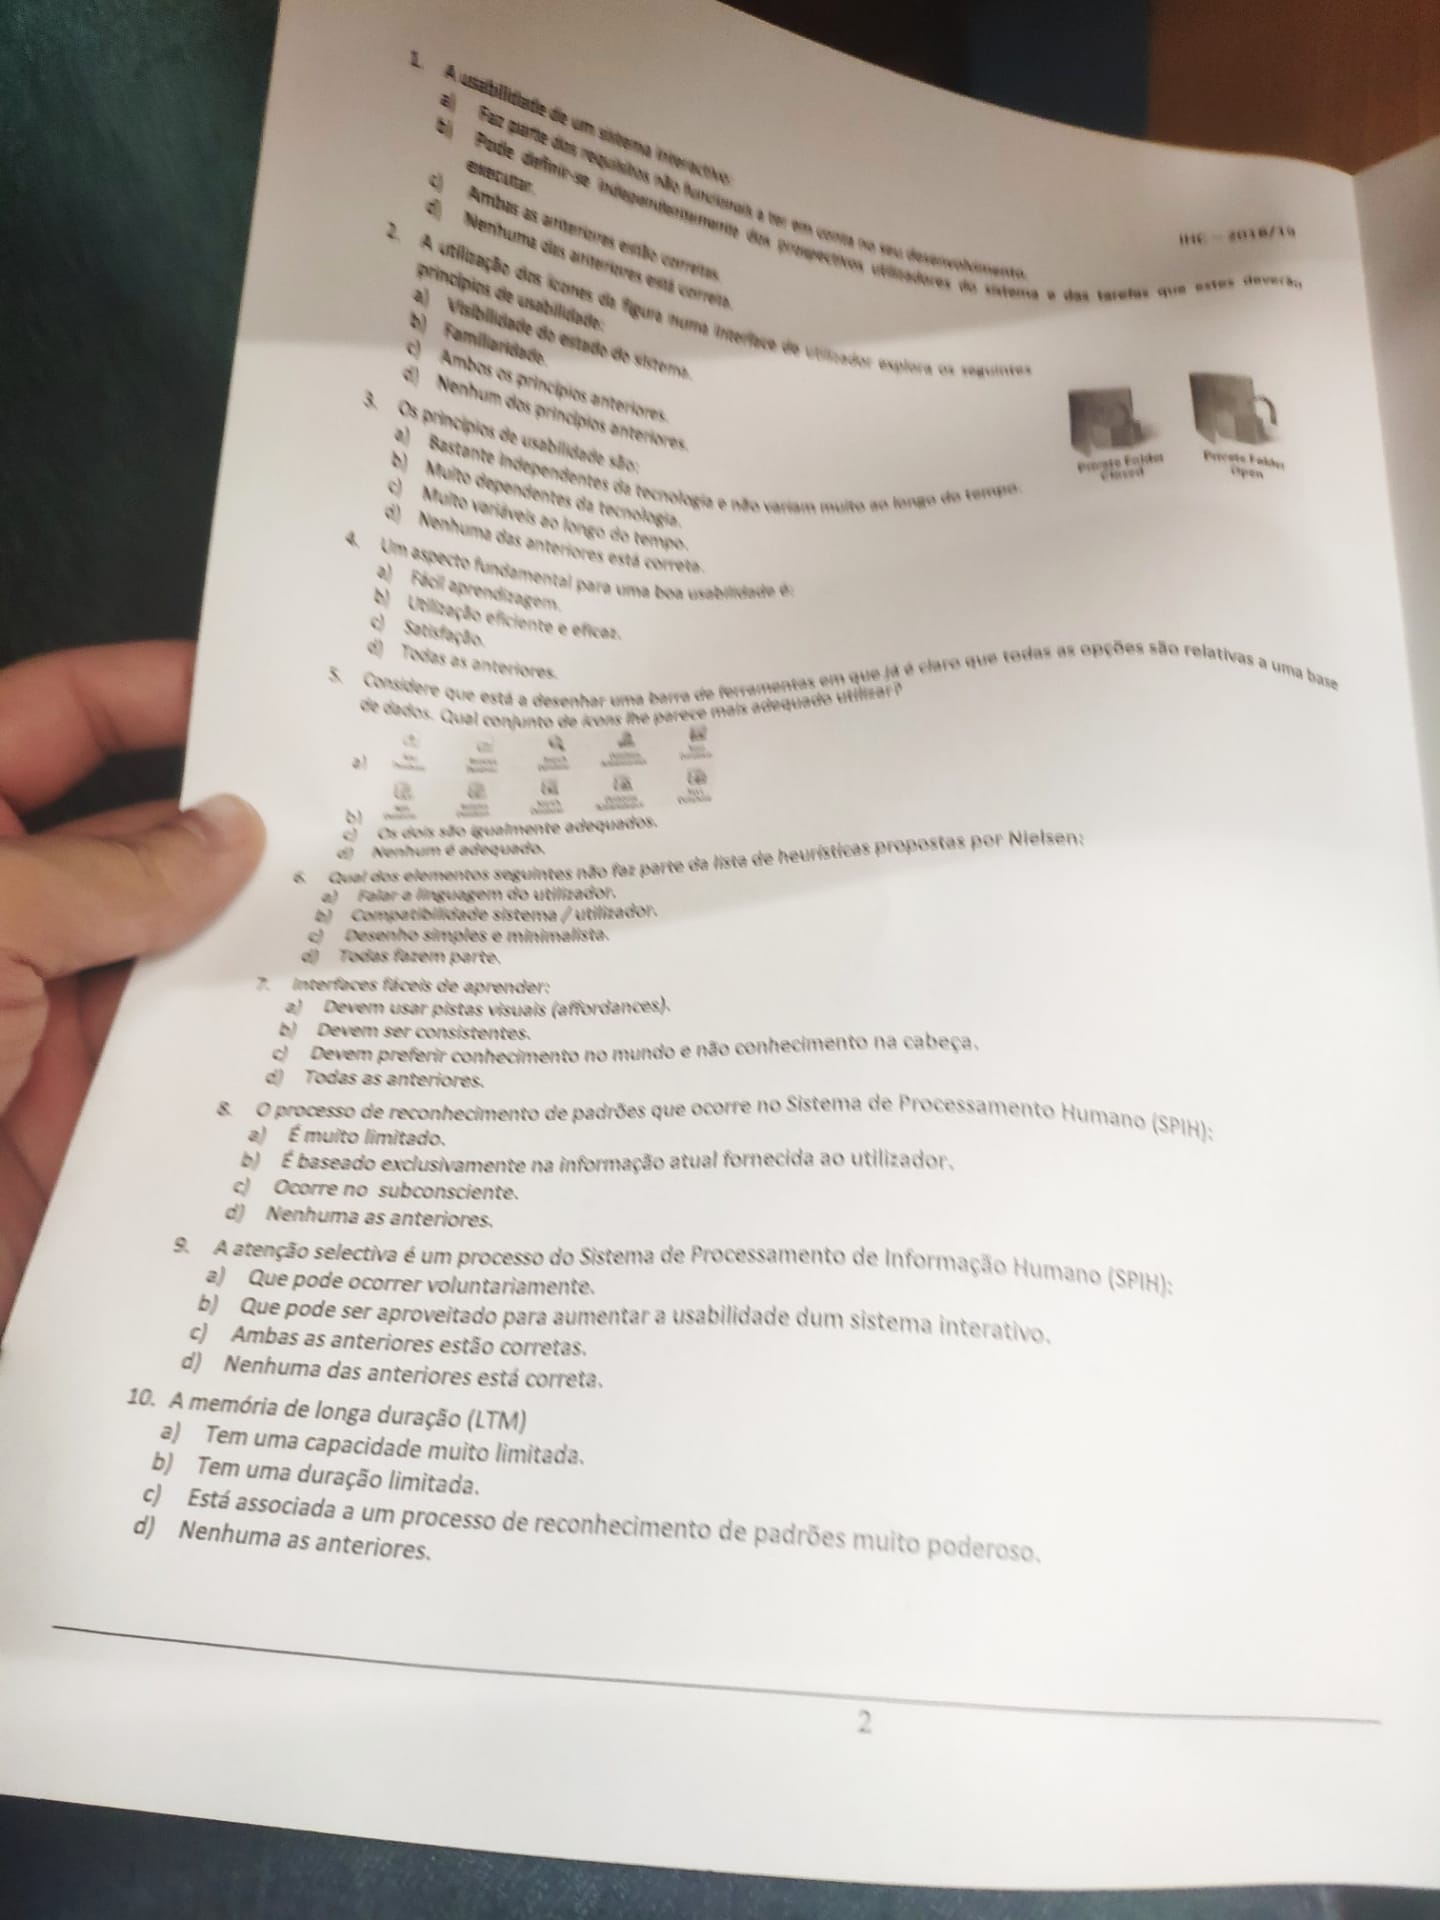 IHC – 2018/19
1. A usabilidade de um sistema interactivo:
a) Faz parte dos requisitos não funcionais a ter em conta no seu desenvolvimento.
b) Pode definir-se independentemente dos prospectivos utilizadores do sistema e das tarefas que estes deverão
executar.
c) Ambas as anteriores estão corretas.
d) Nenhuma das anteriores está correta.
2. A utilização dos ícones da figura numa interface de utilizador explora os seguintes
princípios de usabilidade:
a) Visibilidade do estado do sistema.
b) Familiaridade.
c) Ambos os princípios anteriores.
d) Nenhum dos princípios anteriores.
Private Folder
Closed
Private Folder
Open
3. Os princípios de usabilidade são:
a) Bastante independentes da tecnologia e não variam muito ao longo do tempo.
b) Muito dependentes da tecnologia.
c) Muito variáveis ao longo do tempo.
d) Nenhuma das anteriores está correta.
4. Um aspecto fundamental para uma boa usabilidade é:
a) Fácil aprendizagem.
b) Utilização eficiente e eficaz.
c) Satisfação.
d) Todas as anteriores.
5. Considere que está a desenhar uma barra de ferramentas em que já é claro que todas as opções são relativas a uma base
de dados. Qual conjunto de ícons lhe parece mais adequado utilizar?
a)
b)
c) Os dois são igualmente adequados.
d) Nenhum é adequado.
6. Qual dos elementos seguintes não faz parte da lista de heurísticas propostas por Nielsen:
a) Falar a linguagem do utilizador.
b) Compatibilidade sistema / utilizador.
c) Desenho simples e minimalista.
d) Todas fazem parte.
7. Interfaces fáceis de aprender:
a) Devem usar pistas visuais (affordances).
b) Devem ser consistentes.
c) Devem preferir conhecimento no mundo e não conhecimento na cabeça.
d) Todas as anteriores.
8. O processo de reconhecimento de padrões que ocorre no Sistema de Processamento Humano (SPIH):
a) É muito limitado.
b) É baseado exclusivamente na informação atual fornecida ao utilizador.
c) Ocorre no subconsciente.
d) Nenhuma as anteriores.
9. A atenção selectiva é um processo do Sistema de Processamento de Informação Humano (SPIH):
a) Que pode ocorrer voluntariamente.
b) Que pode ser aproveitado para aumentar a usabilidade dum sistema interativo.
c) Ambas as anteriores estão corretas.
d) Nenhuma das anteriores está correta.
10. A memória de longa duração (LTM)
a) Tem uma capacidade muito limitada.
b) Tem uma duração limitada.
c) Está associada a um processo de reconhecimento de padrões muito poderoso.
d) Nenhuma as anteriores.
2